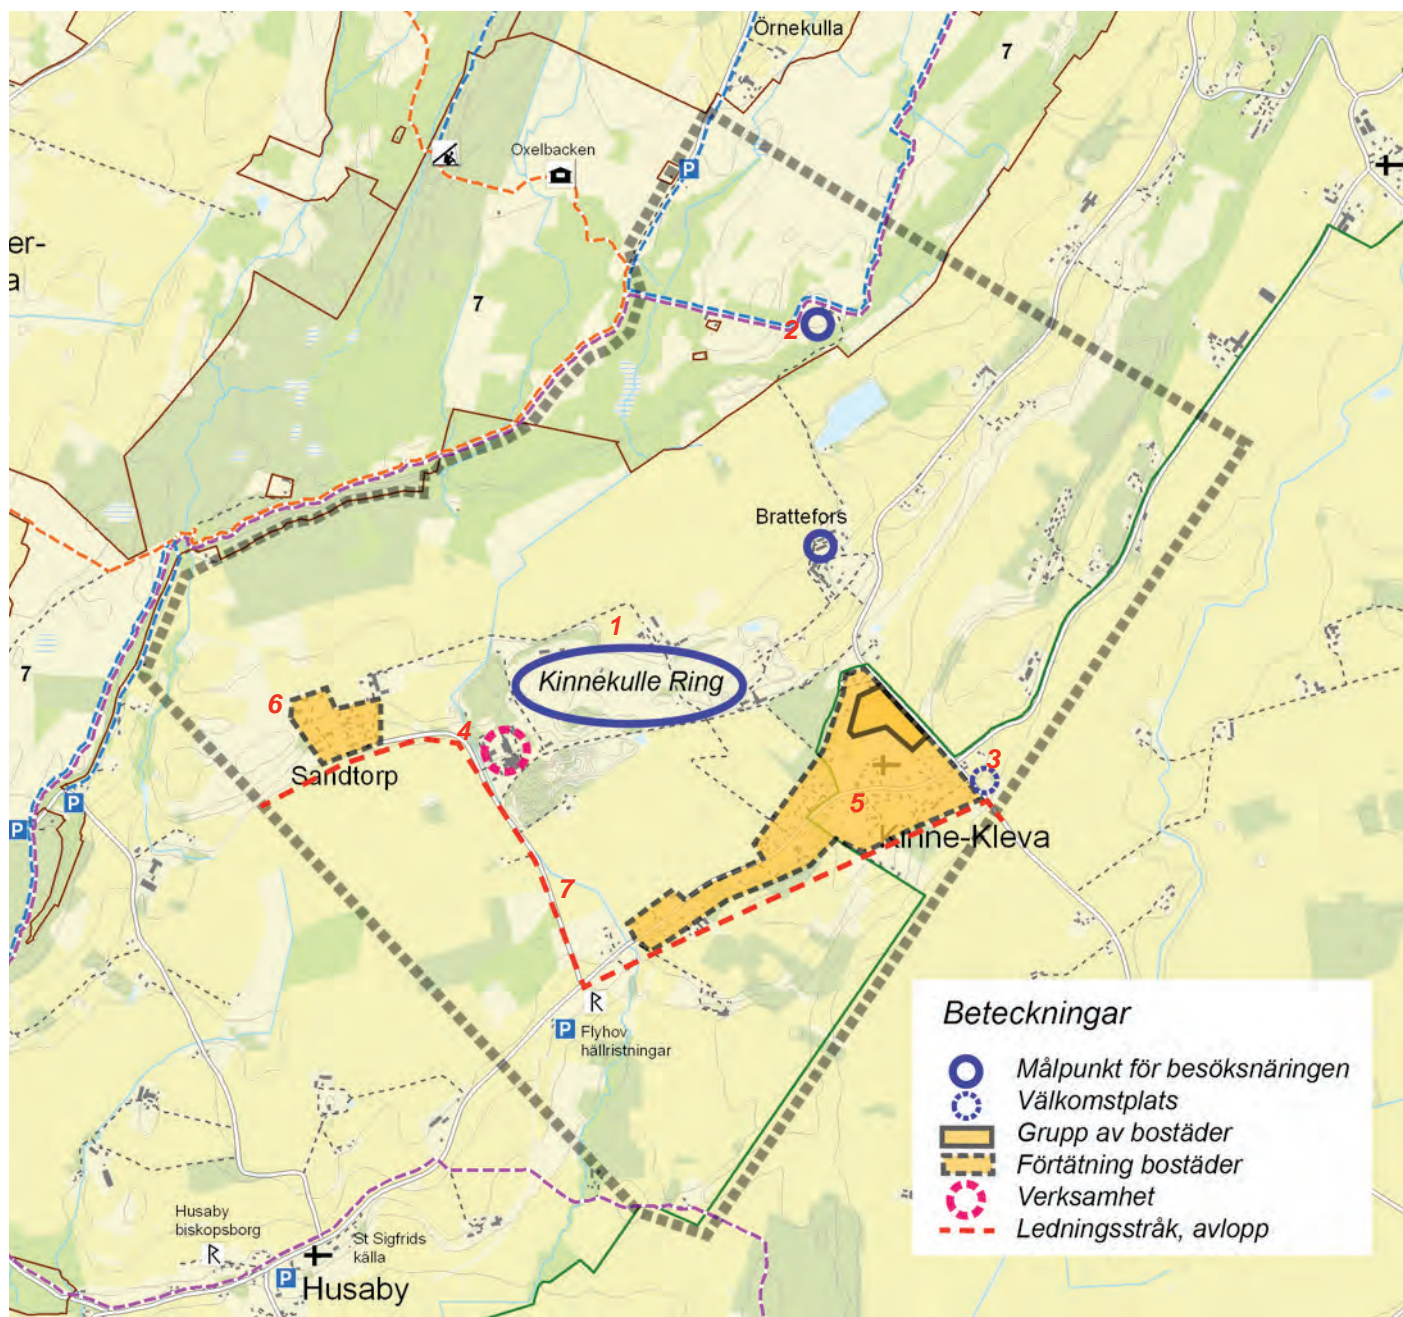 Örnekulla
7
Oxelbacken
P
er-
a
7
2
Brattefors
1
Kinnekulle Ring
7
6
4
3
Sandtorp
5
Kinne-Kleva
P
P
7
P
Flyhov
hällristningar
Beteckningar
Målpunkt för besöksnäringen
Välkomstplats
Grupp av bostäder
Förtätning bostäder
Verksamhet
Ledningsstråk, avlopp
Husaby
biskopsborg
St Sigfrids
källa
P
Husaby